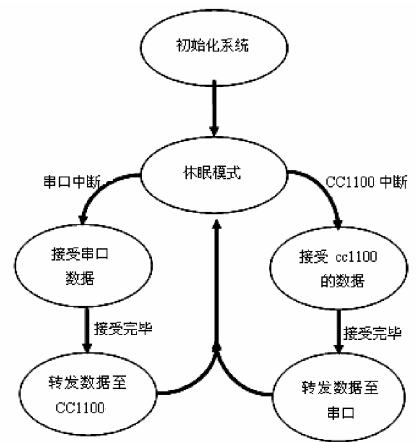 初始化系统
休眠模式
串口中断
CC1100 中断
接受串口
数据
接受 cc1100
的数据
接受完毕
接受完毕
转发数据至
CC1100
转发数据至
串口